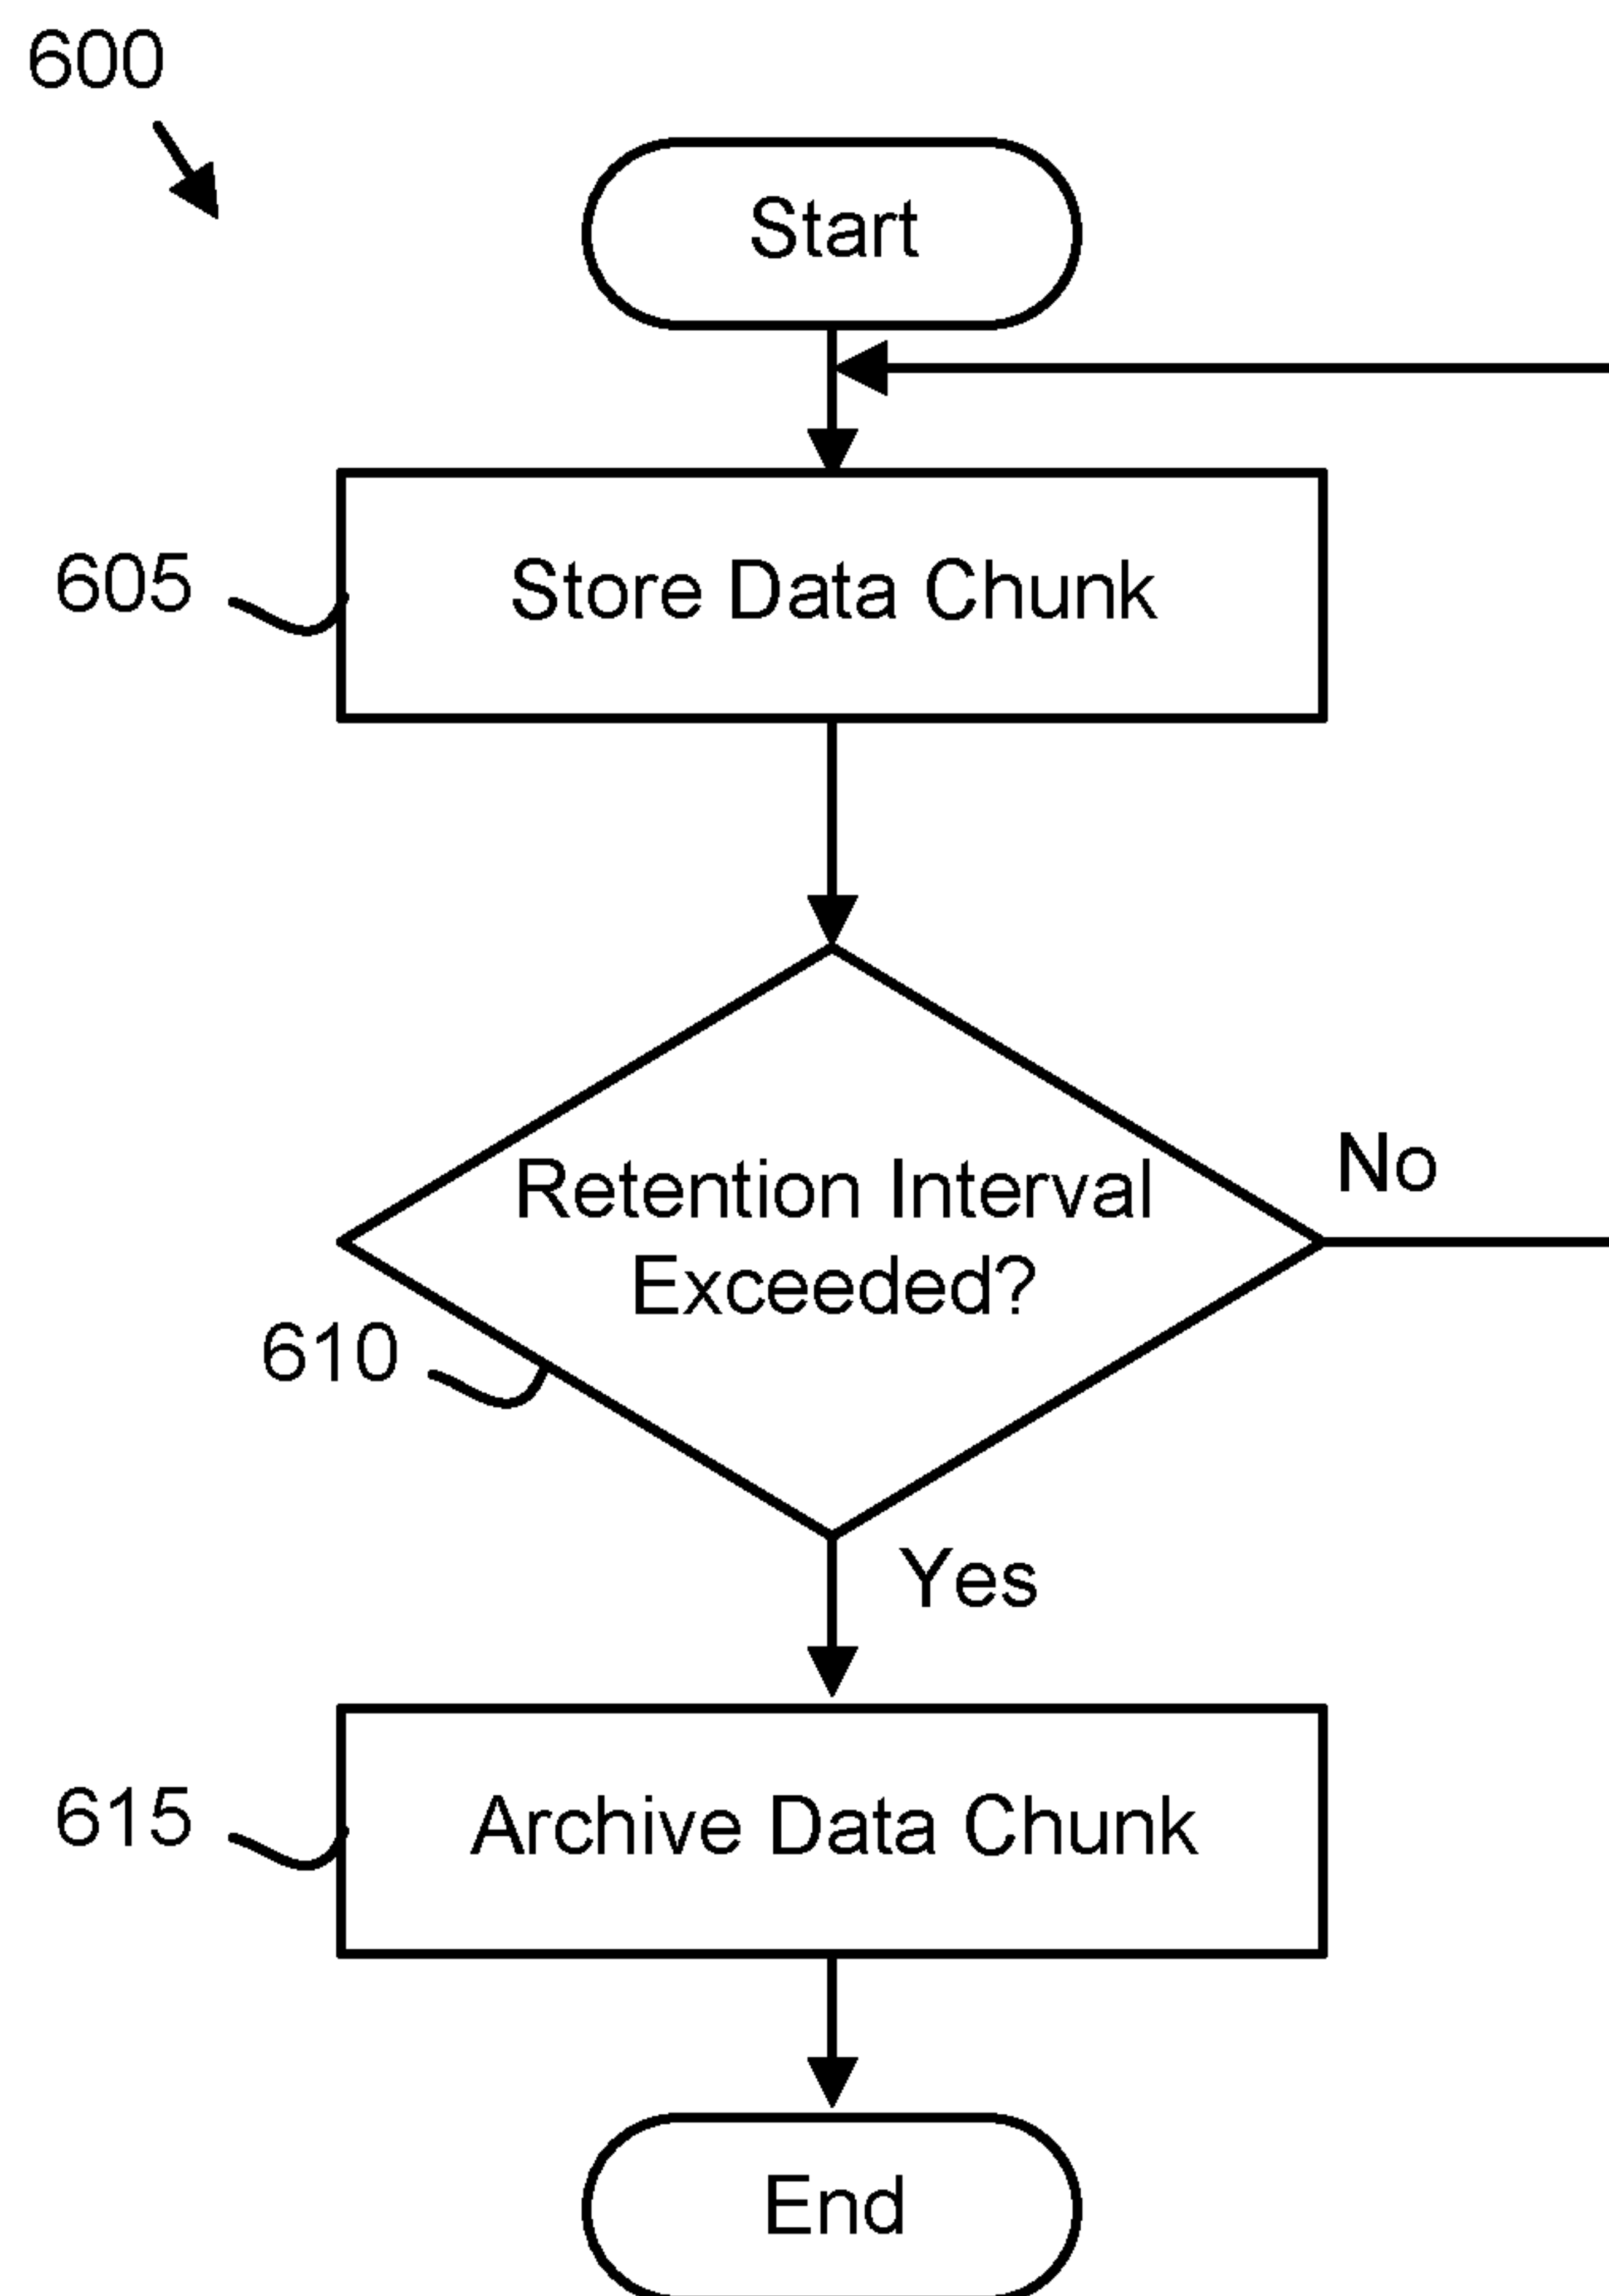 600
Start
605
Store Data Chunk
Retention Interval
Exceeded?
No
610
Yes
615
Archive Data Chunk
End